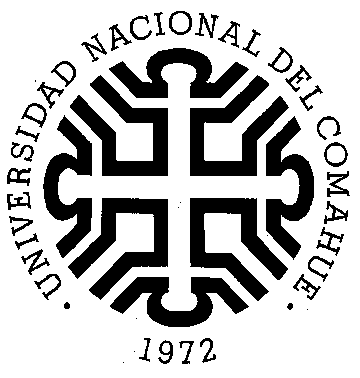 · UNIVERSIDAD NACIONAL DEL COMAHUE ·
1972